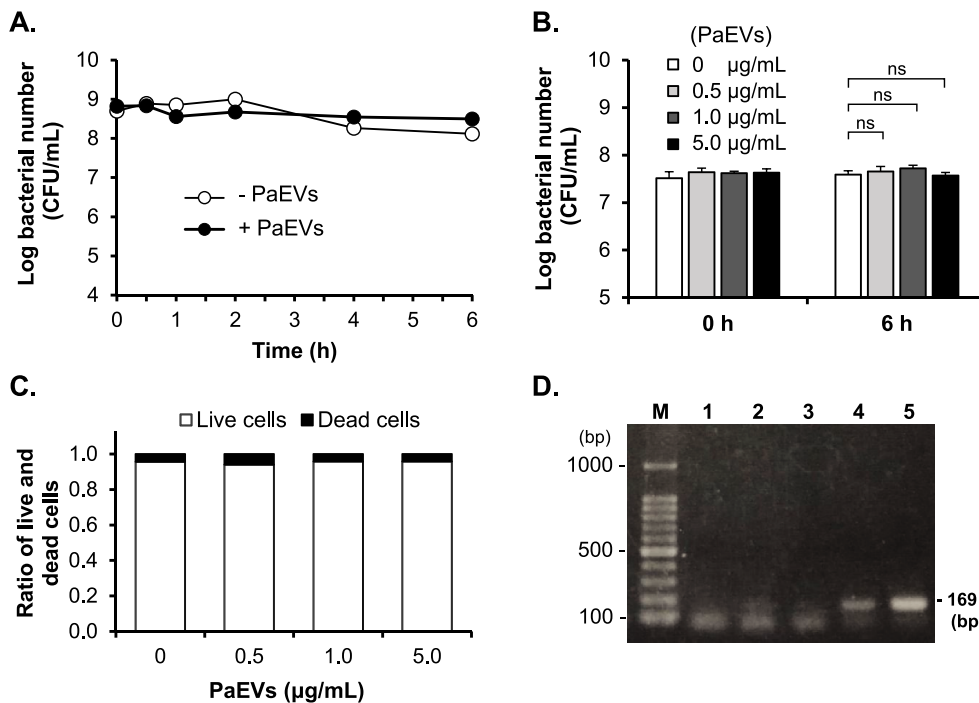 A.
10
9
8
7
6
5
4
Log bacterial number
(CFU/mL)
- PaEVs
+ PaEVs
0 1 2 3 4 5 6
Time (h)
B.
(PaEVs)
0 µg/mL
0.5 µg/mL
1.0 µg/mL
5.0 µg/mL
10
9
8
7
6
5
Log bacterial number
(CFU/mL)
ns
ns
ns
0 h 6 h
C.
Live cells Dead cells
1.0
0.8
0.6
0.4
0.2
0.0
Ratio of live and
dead cells
0 0.5 1.0 5.0
PaEVs (µg/mL)
D.
M 1 2 3 4 5
(bp)
1000 -
500 -
100 -
- 169
(bp